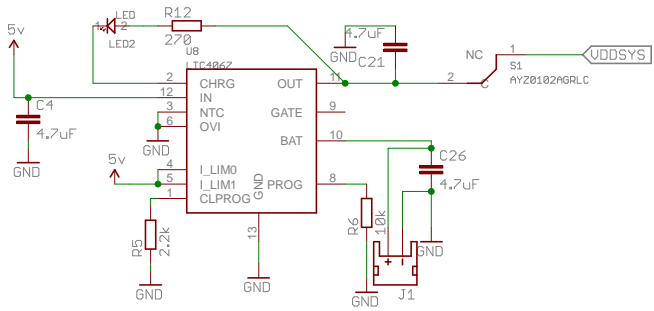 LED
R12
5v
1
2
LED2
270
U8
LTC4067
4.7uF
GND
C21
NC
1
VDDSYS
S1
2
C
AYZ0102AGRLC
2
CHRG
OUT
11
12
IN
C4
4.7uF
3
NTC
GATE
9
6
OVI
GND
BAT
10
GND
5v
C26
4.7uF
4
I_LIM0
5
I_LIM1
GND
PROG
8
1
CLPROG
R5
2.2k
13
R6
10k
GND
+
-
GND
GND
GND
J1